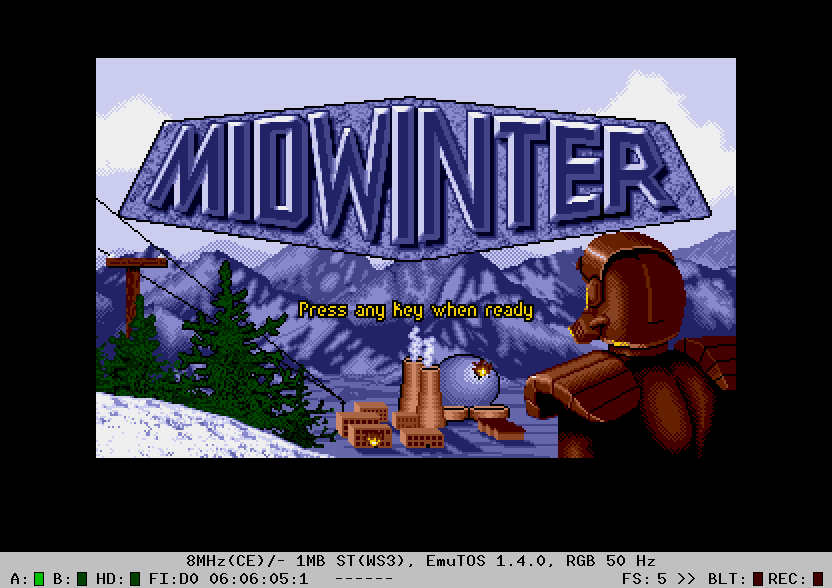 MIDWINTER
Press any key when ready
8MHz(CE)/- 1MB ST(WS3), EmuTOS 1.4.0, RGB 50 Hz
A: B: HD: FI:D0 06:06:05:1 ------ FS: 5 >> BLT: REC: